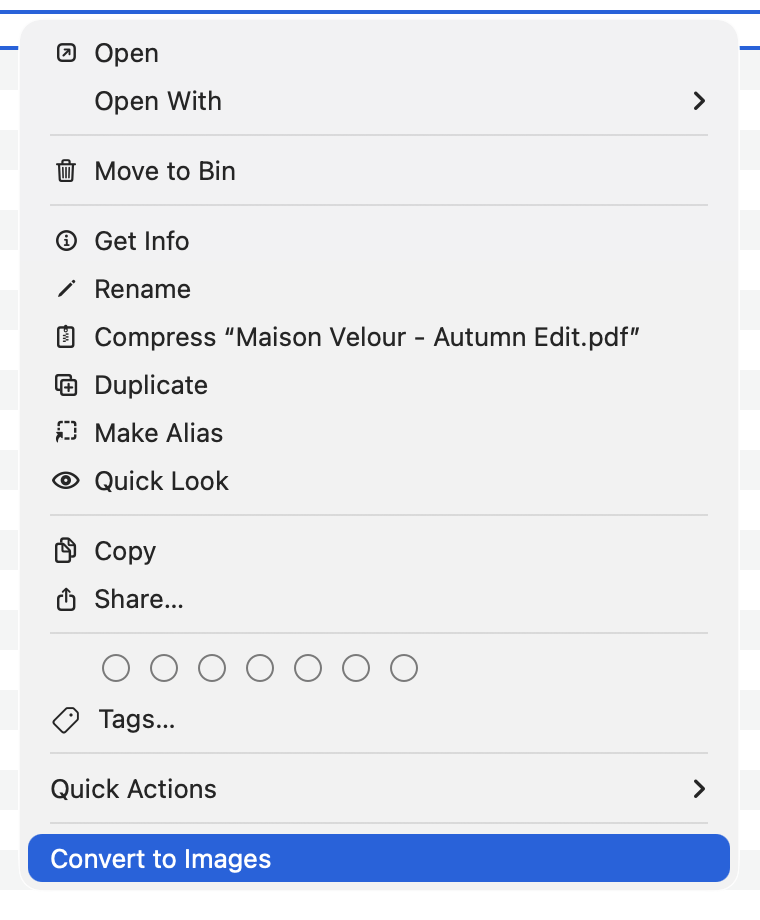 Open
Open With
Move to Bin
Get Info
Rename
Compress “Maison Velour - Autumn Edit.pdf”
Duplicate
Make Alias
Quick Look
Copy
Share...
Tags...
Quick Actions
Convert to Images